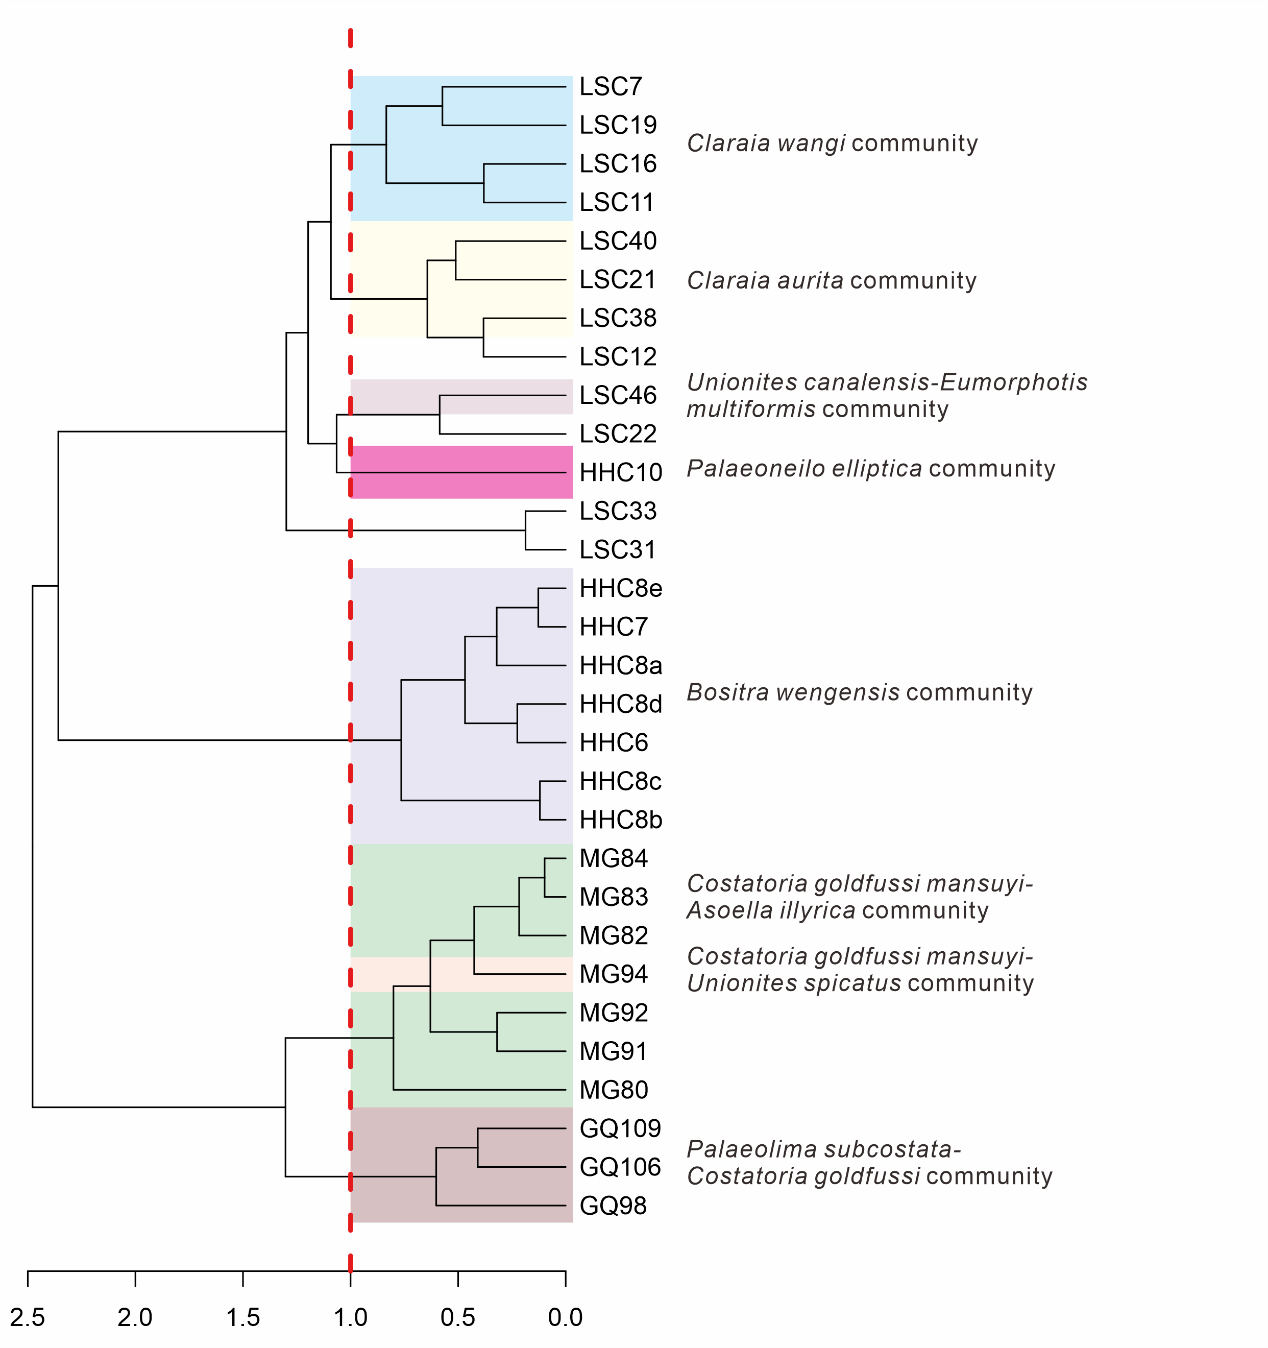 LSC7
LSC19
Claraia wangi community
LSC16
LSC11
LSC40
LSC21
Claraia aurita community
LSC38
LSC12
LSC46
Unionites canalensis-Eumorphotis
multiformis community
LSC22
HHC10
Palaeoneilo elliptica community
LSC33
LSC31
HHC8e
HHC7
HHC8a
Bositra wengensis community
HHC8d
HHC6
HHC8c
HHC8b
MG84
MG83
Costatoria goldfussi mansuyi-
Asoella illyrica community
MG82
MG94
Costatoria goldfussi mansuyi-
Unionites spicatus community
MG92
MG91
MG80
GQ109
GQ106
Palaeolima subcostata-
Costatoria goldfussi community
GQ98
2.5 2.0 1.5 1.0 0.5 0.0